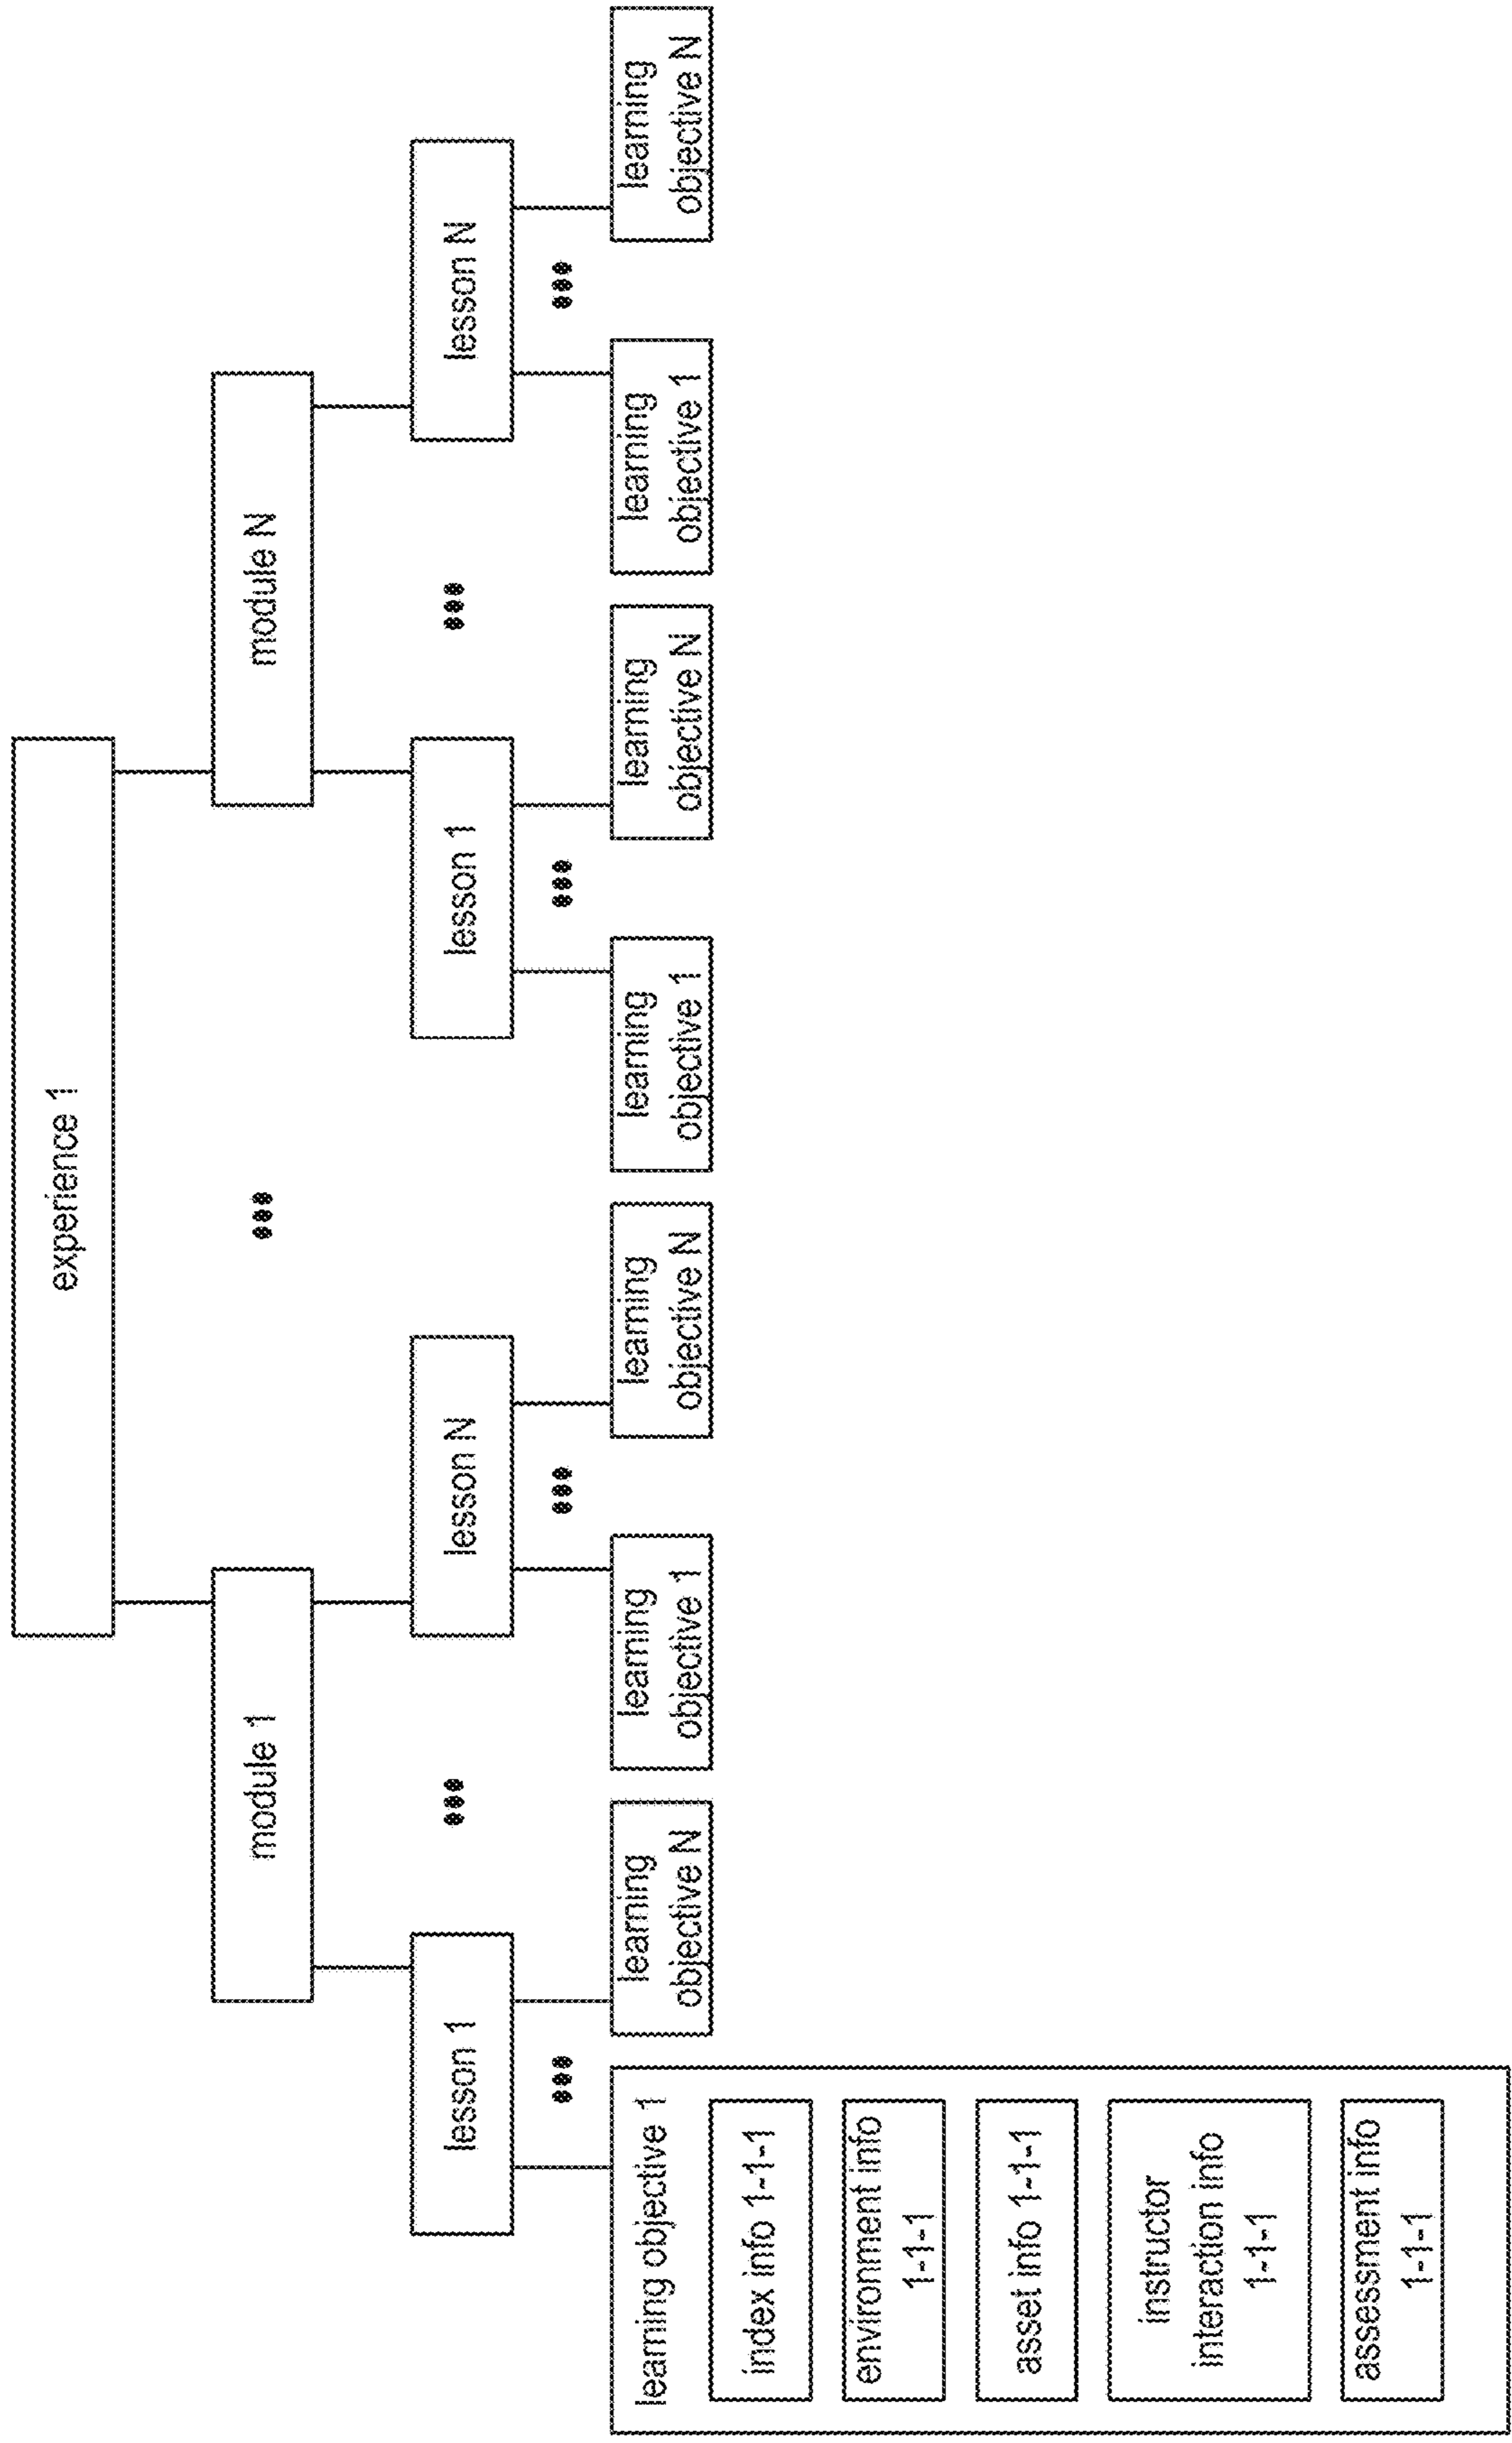 experience 1
module 1
module N
lesson 1
lesson N
lesson 1
lesson N
learning objective 1
index info 1-1-1
environment info
1-1-1
asset info 1-1-1
instructor
interaction info
1-1-1
assessment info
1-1-1
learning
objective N
learning
objective 1
learning
objective N
learning
objective 1
learning
objective N
learning
objective 1
learning
objective N